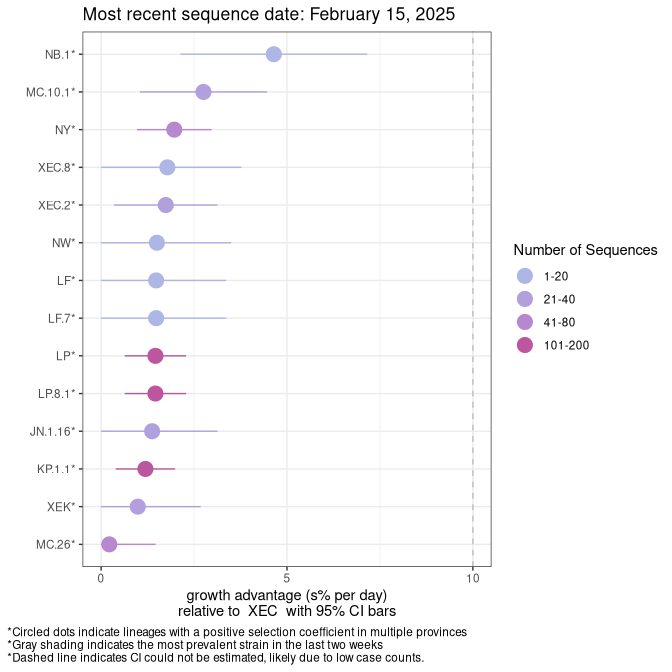 Most recent sequence date: February 15, 2025
NB.1*
MC.10.1*
NY*
XEC.8*
XEC.2*
NW*
LF*
LF.7*
LP*
LP.8.1*
JN.1.16*
KP.1.1*
XEK*
MC.26*
0 5 10
growth advantage (s% per day)
relative to XEC with 95% CI bars
Number of Sequences
1-20
21-40
41-80
101-200
*Circled dots indicate lineages with a positive selection coefficient in multiple provinces
*Gray shading indicates the most prevalent strain in the last two weeks
*Dashed line indicates CI could not be estimated, likely due to low case counts.